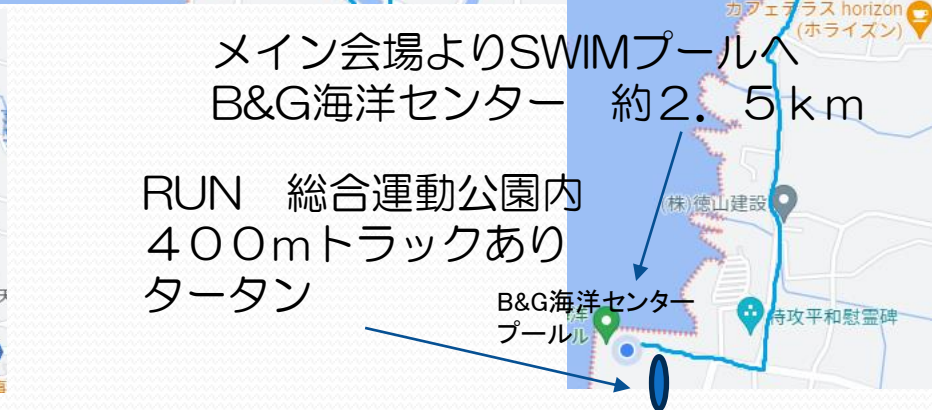 カフェテラス horizon
(ホライズン)
メイン会場よりSWIMプールへ
B&G海洋センター　約２．５ｋｍ
RUN　総合運動公園内
４００mトラックあり
タータン
(株)徳山建設
B&G海洋センター
プール
ル
特攻平和慰霊碑